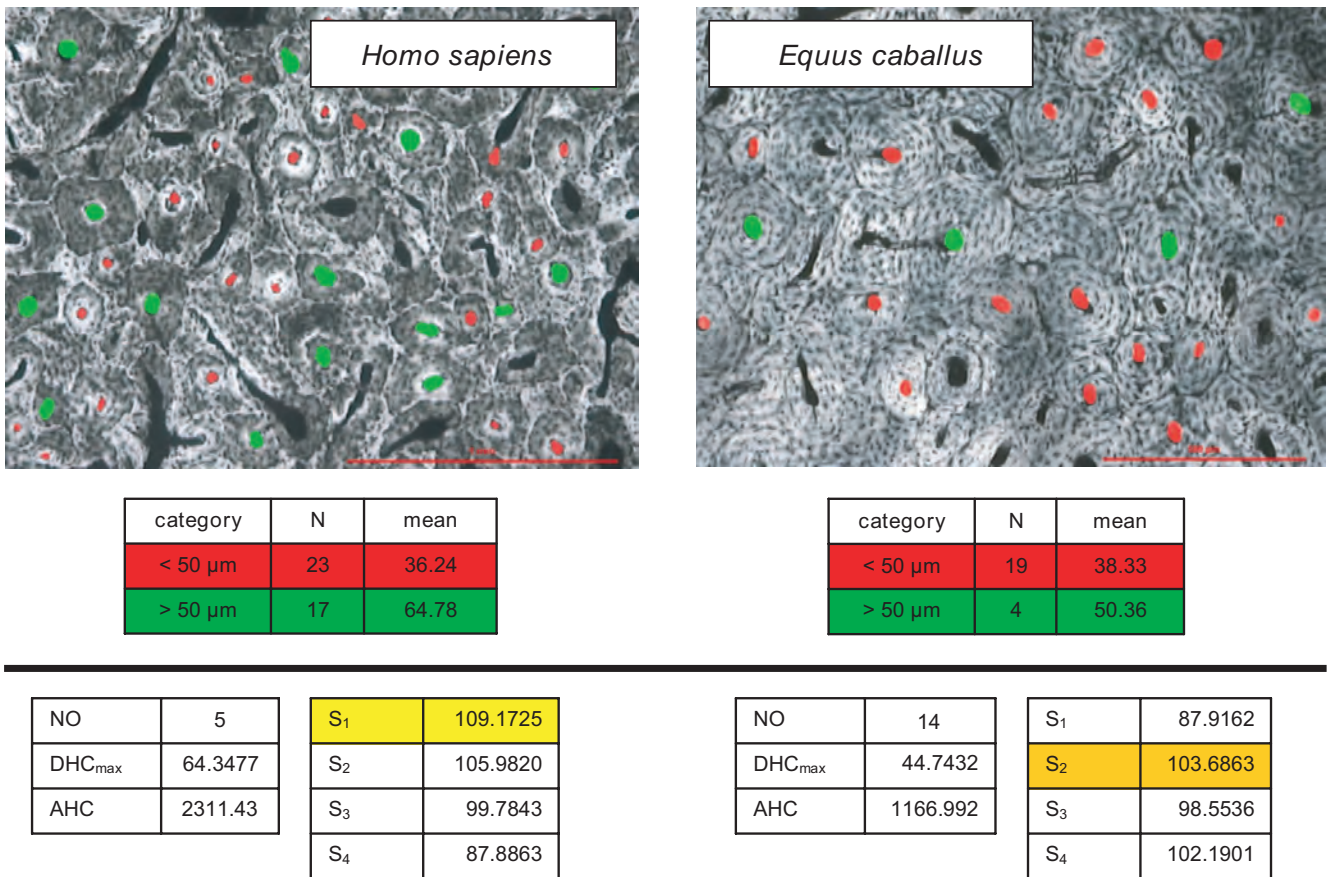 Homo sapiens
Equus caballus
category N mean
< 50 µm 23 36.24
> 50 µm 17 64.78
category N mean
< 50 µm 19 38.33
> 50 µm 4 50.36
NO 5
DHCmax 64.3477
AHC 2311.43
S1 109.1725
S2 105.9820
S3 99.7843
S4 87.8863
NO 14
DHCmax 44.7432
AHC 1166.992
S1 87.9162
S2 103.6863
S3 98.5536
S4 102.1901